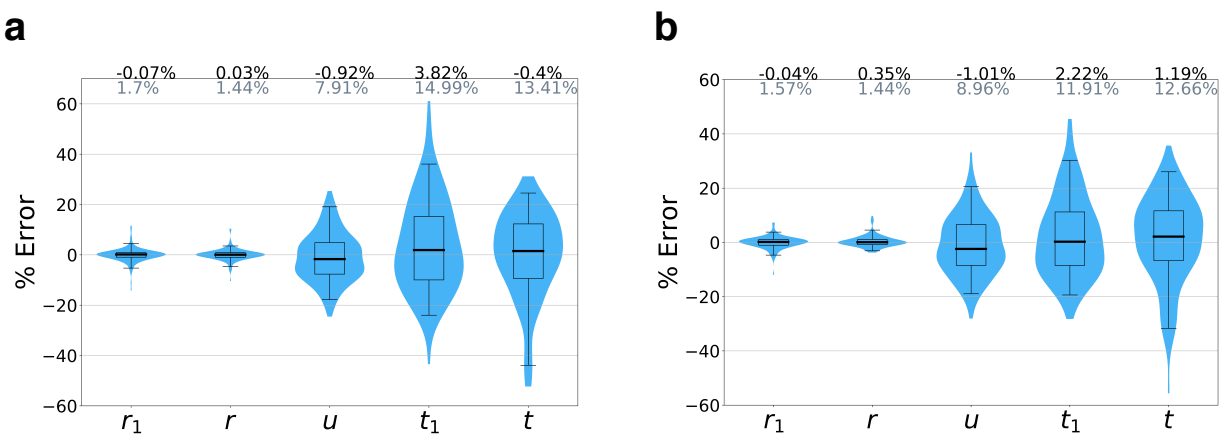 a
-0.07% 0.03% -0.92% 3.82% -0.4%
1.7% 1.44% 7.91% 14.99% 13.41%
60
40
20
0
−20
−40
−60
% Error
r₁ r u t₁ t
b
-0.04% 0.35% -1.01% 2.22% 1.19%
1.57% 1.44% 8.96% 11.91% 12.66%
60
40
20
0
−20
−40
−60
% Error
r₁ r u t₁ t